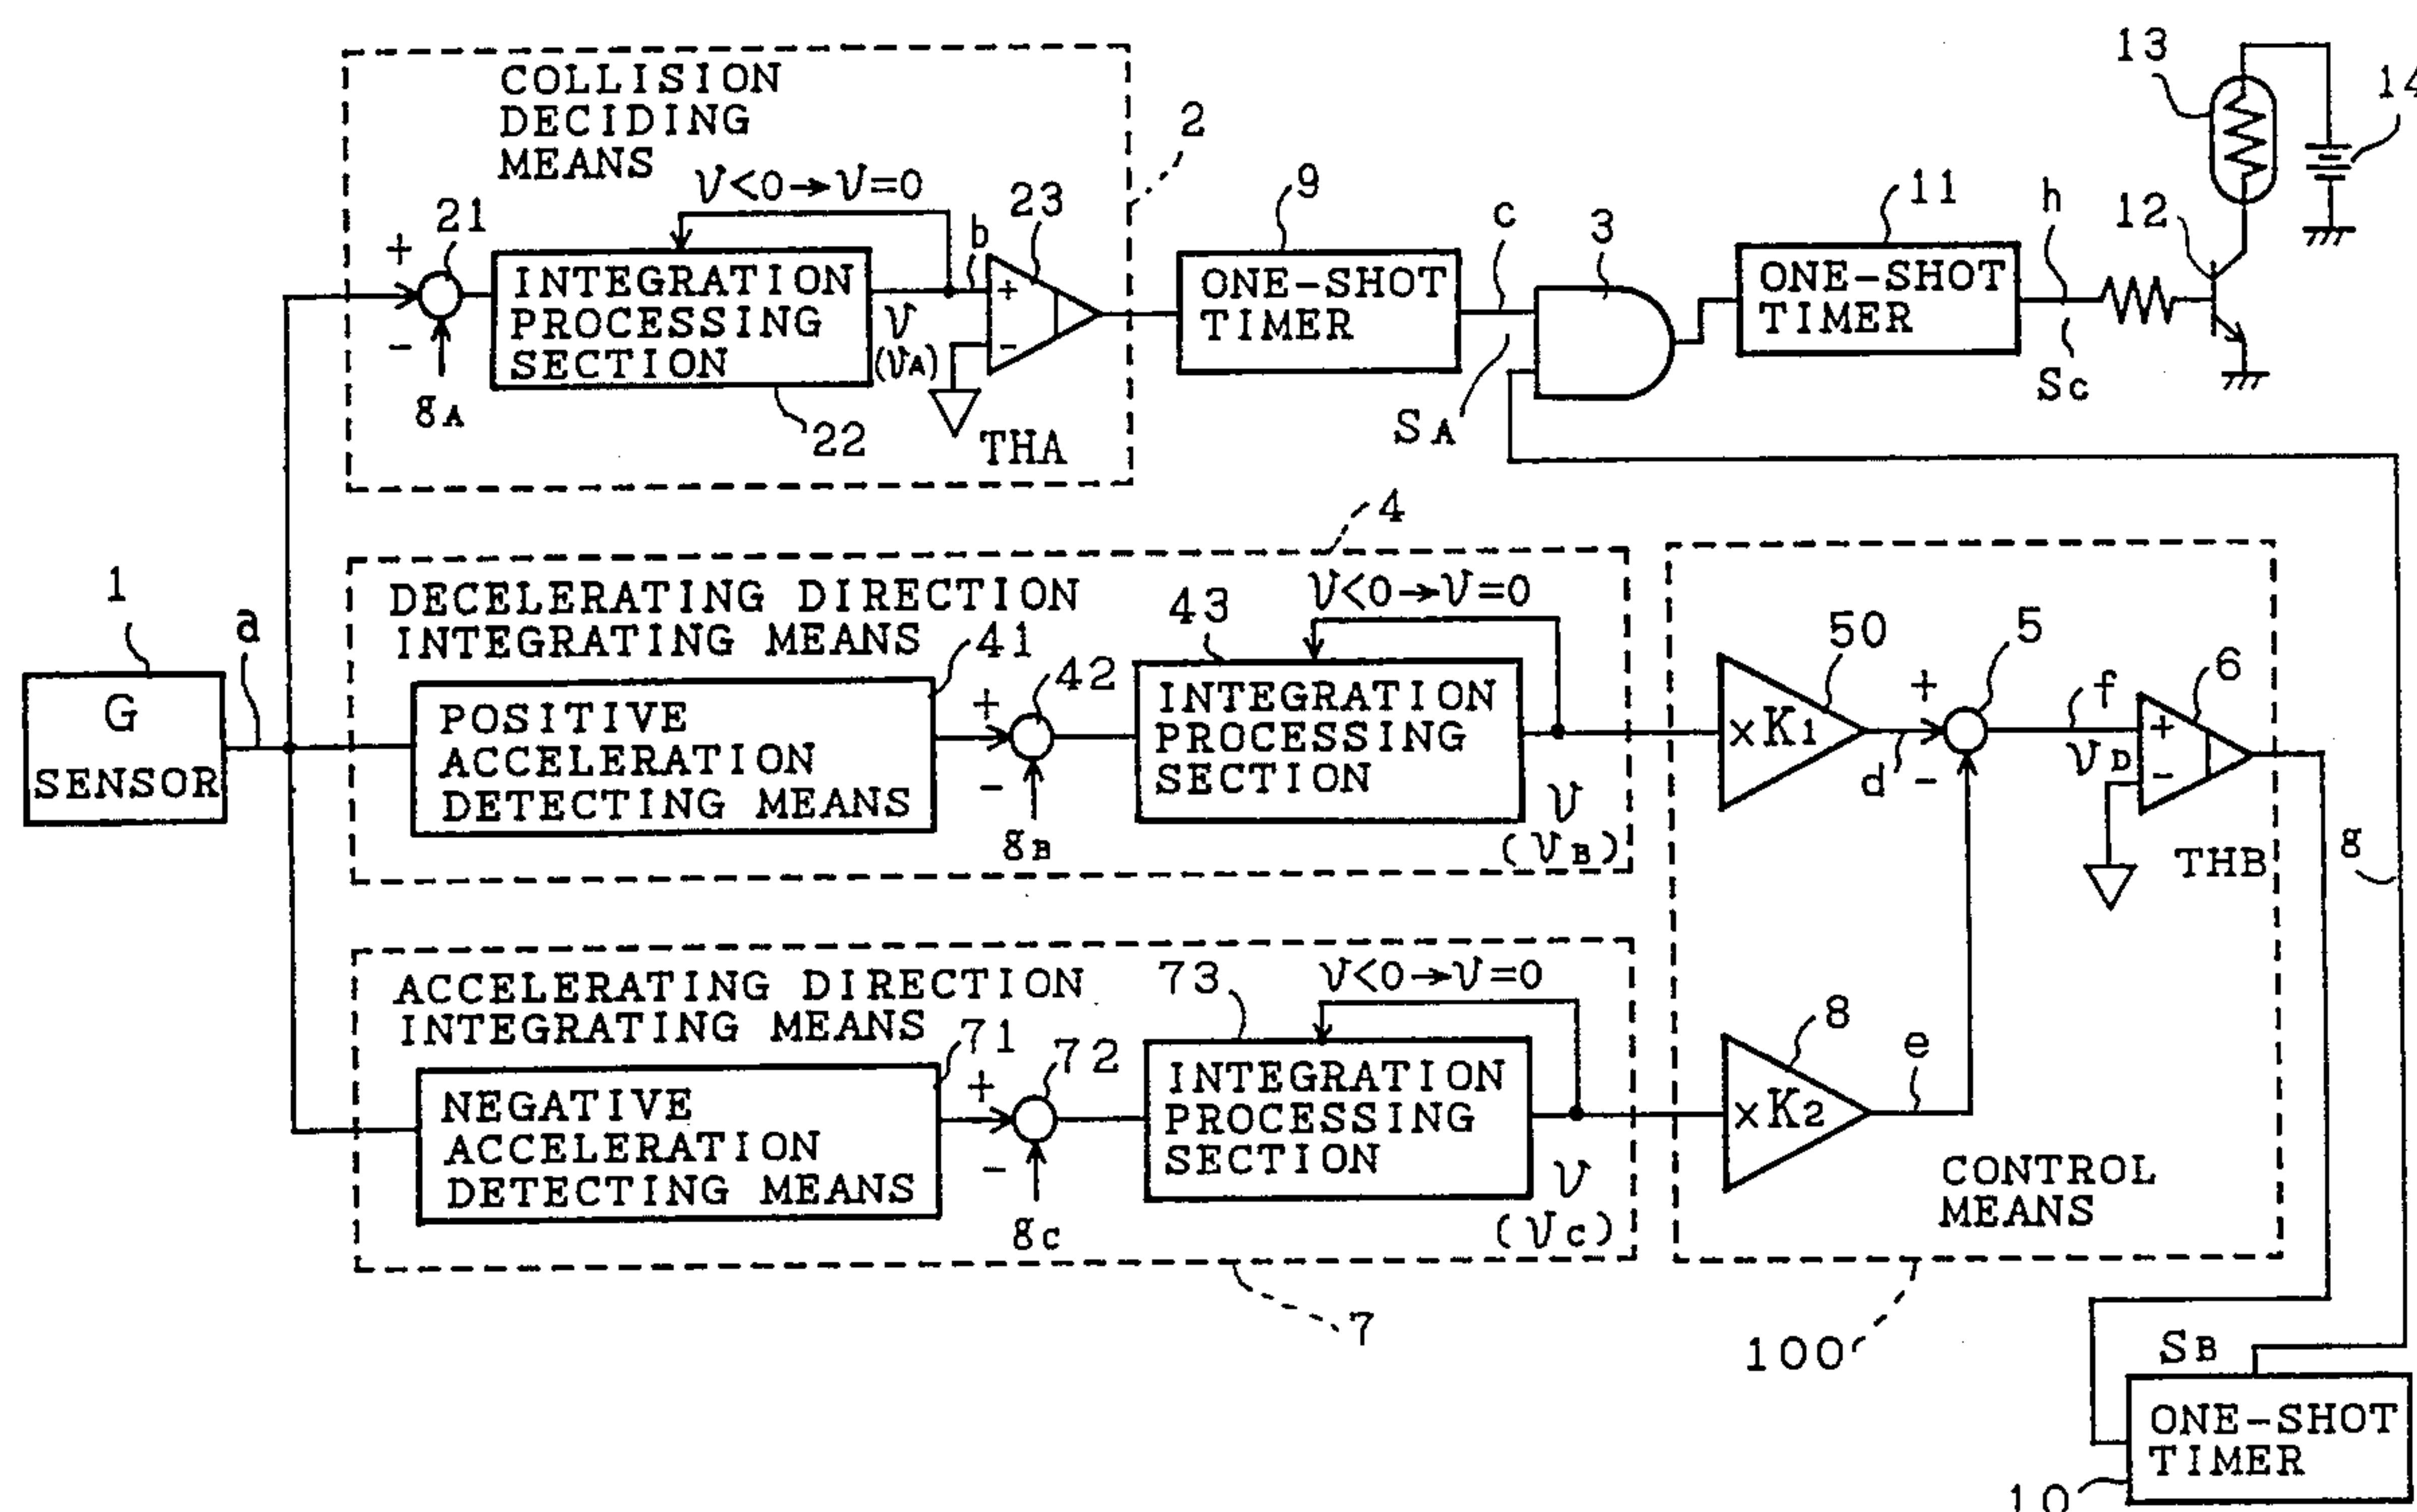 COLLISION
DECIDING
MEANS
2
ν<0→ν=0
21
+
-
gA
INTEGRATION
PROCESSING
SECTION
22
ν
(νA)
b
23
+
-
THA
9
ONE-SHOT
TIMER
c
SA
3
11
ONE-SHOT
TIMER
h
Sc
12
13
14
1
G
SENSOR
a
4
DECELERATING DIRECTION
INTEGRATING MEANS
41
POSITIVE
ACCELERATION
DETECTING MEANS
+
-
42
gB
43
ν<0→ν=0
INTEGRATION
PROCESSING
SECTION
ν
(νB)
50
×K1
d
+
-
5
f
νD
6
+
-
THB
g
ACCELERATING DIRECTION
INTEGRATING MEANS
71
NEGATIVE
ACCELERATION
DETECTING MEANS
+
-
72
gC
73
ν<0→ν=0
INTEGRATION
PROCESSING
SECTION
ν
(νC)
7
8
×K2
e
CONTROL
MEANS
100
SB
ONE-SHOT
TIMER
10